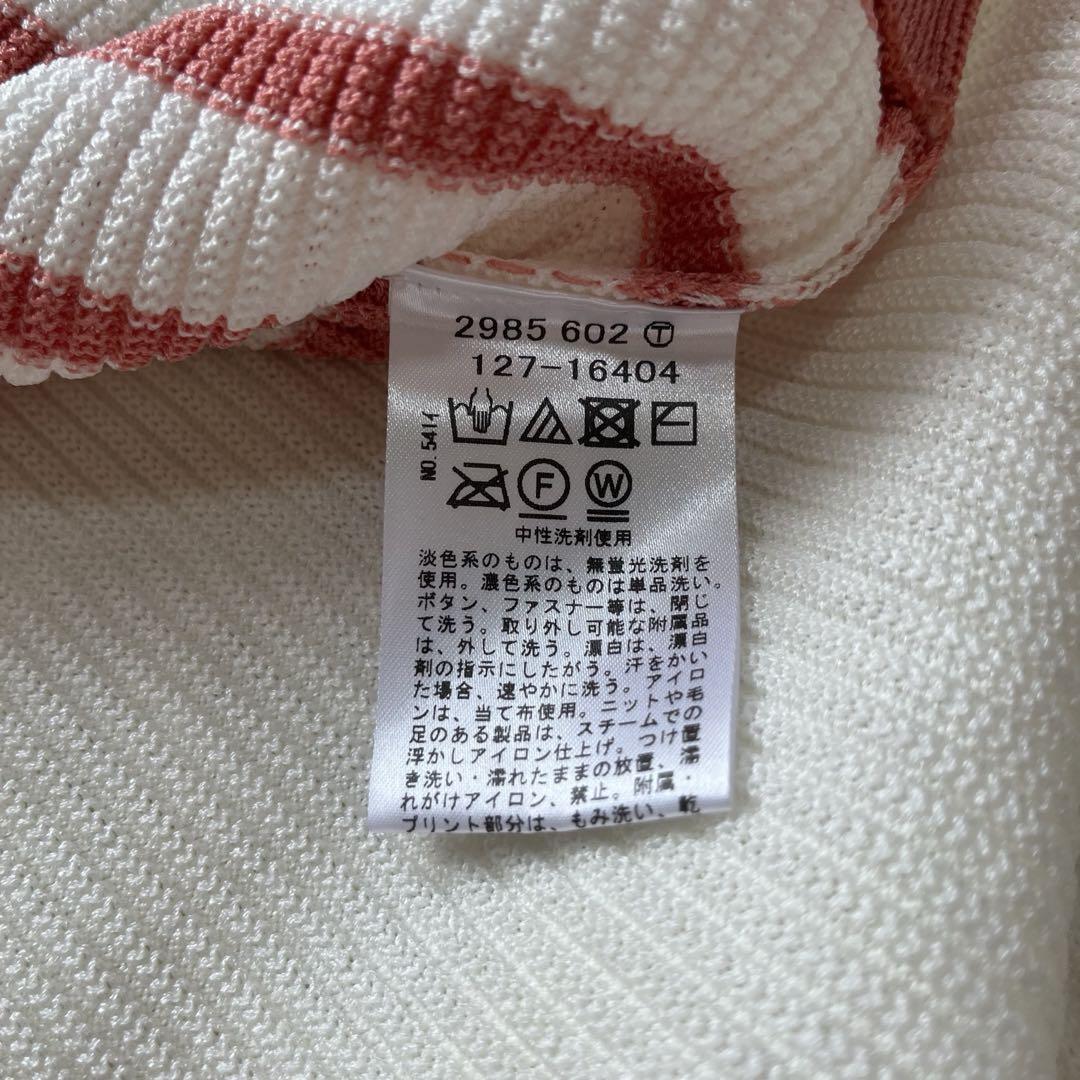 2985 602 Ⓣ
127-16404
NO.5411
F W
中性洗剤使用
淡色系のものは、無蛍光洗剤を
使用。濃色系のものは単品洗い。
ボタン、ファスナー等は、閉じ
て洗う。取り外し可能な附属品
は、外して洗う。漂白は、漂白
剤の指示にしたがう。汗をかい
た場合、速やかに洗う。アイロ
ンは、当て布使用。ニットや毛
足のある製品は、スチームでの
浮かしアイロン仕上げ。つけ置
き洗い・濡れたままの放置、濡
れがけアイロン、禁止。附属・
プリント部分は、もみ洗い、乾